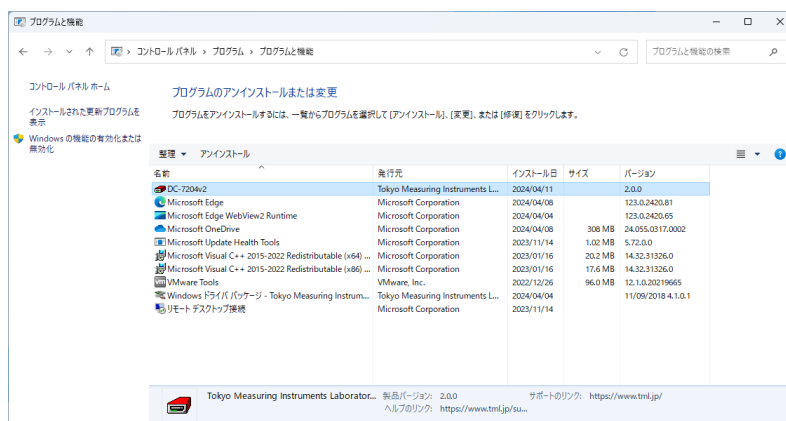 プログラムと機能
コントロール パネル › プログラム › プログラムと機能
プログラムと機能の検索
コントロール パネル ホーム
インストールされた更新プログラムを
表示
Windows の機能の有効化または
無効化
プログラムのアンインストールまたは変更
プログラムをアンインストールするには、一覧からプログラムを選択して [アンインストール]、[変更]、または [修復] をクリックします。
整理 アンインストール
名前 発行元 インストール日 サイズ バージョン
DC-7204v2 Tokyo Measuring Instruments L... 2024/04/11 2.0.0
Microsoft Edge Microsoft Corporation 2024/04/08 123.0.2420.81
Microsoft Edge WebView2 Runtime Microsoft Corporation 2024/04/04 123.0.2420.65
Microsoft OneDrive Microsoft Corporation 2024/04/08 308 MB 24.055.0317.0002
Microsoft Update Health Tools Microsoft Corporation 2023/11/14 1.02 MB 5.72.0.0
Microsoft Visual C++ 2015-2022 Redistributable (x64) ... Microsoft Corporation 2023/01/16 20.2 MB 14.32.31326.0
Microsoft Visual C++ 2015-2022 Redistributable (x86) ... Microsoft Corporation 2023/01/16 17.6 MB 14.32.31326.0
vm VMware Tools VMware, Inc. 2022/12/26 96.0 MB 12.1.0.20219665
Windows ドライバ パッケージ - Tokyo Measuring Instrum... Tokyo Measuring Instruments L... 2024/04/04 11/09/2018 4.1.0.1
リモート デスクトップ接続 Microsoft Corporation 2023/11/14
Tokyo Measuring Instruments Laborator... 製品バージョン: 2.0.0 サポートのリンク: https://www.tml.jp/
ヘルプのリンク: https://www.tml.jp/su...